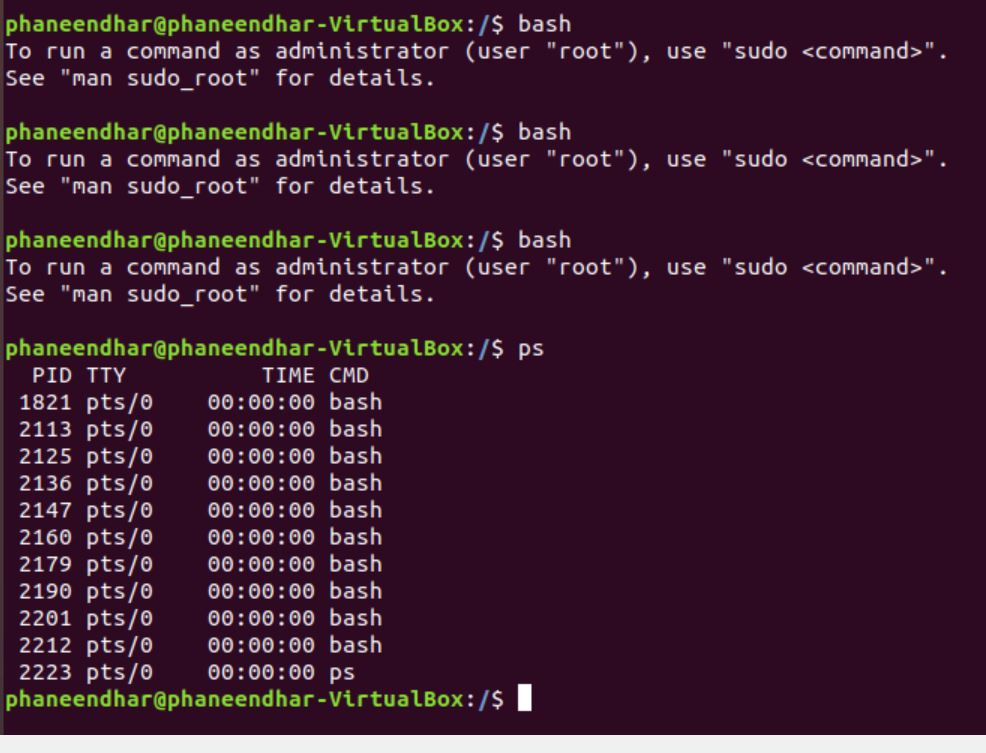 phaneendhar@phaneendhar-VirtualBox:/$ bash
To run a command as administrator (user "root"), use "sudo <command>".
See "man sudo_root" for details.
phaneendhar@phaneendhar-VirtualBox:/$ bash
To run a command as administrator (user "root"), use "sudo <command>".
See "man sudo_root" for details.
phaneendhar@phaneendhar-VirtualBox:/$ bash
To run a command as administrator (user "root"), use "sudo <command>".
See "man sudo_root" for details.
phaneendhar@phaneendhar-VirtualBox:/$ ps
  PID TTY          TIME CMD
 1821 pts/0    00:00:00 bash
 2113 pts/0    00:00:00 bash
 2125 pts/0    00:00:00 bash
 2136 pts/0    00:00:00 bash
 2147 pts/0    00:00:00 bash
 2160 pts/0    00:00:00 bash
 2179 pts/0    00:00:00 bash
 2190 pts/0    00:00:00 bash
 2201 pts/0    00:00:00 bash
 2212 pts/0    00:00:00 bash
 2223 pts/0    00:00:00 ps
phaneendhar@phaneendhar-VirtualBox:/$